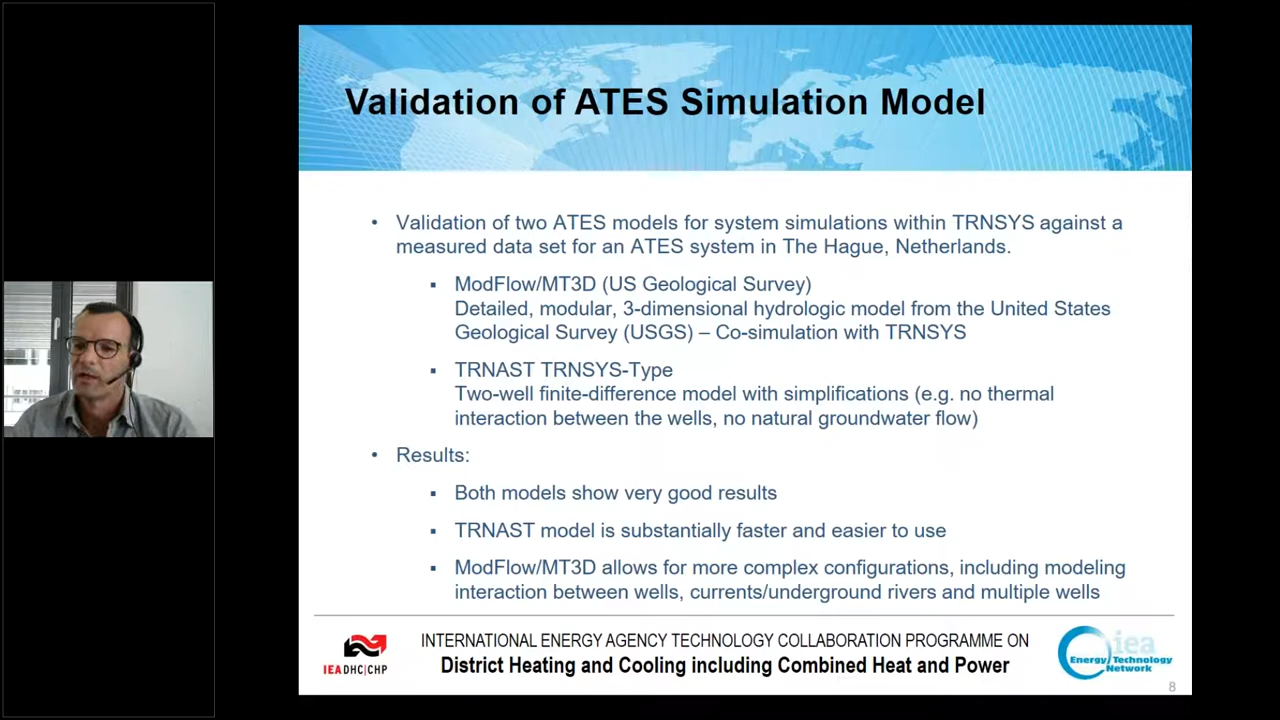 Validation of ATES Simulation Model
• Validation of two ATES models for system simulations within TRNSYS against a
measured data set for an ATES system in The Hague, Netherlands.
▪ ModFlow/MT3D (US Geological Survey)
Detailed, modular, 3-dimensional hydrologic model from the United States
Geological Survey (USGS) – Co-simulation with TRNSYS
▪ TRNAST TRNSYS-Type
Two-well finite-difference model with simplifications (e.g. no thermal
interaction between the wells, no natural groundwater flow)
• Results:
▪ Both models show very good results
▪ TRNAST model is substantially faster and easier to use
▪ ModFlow/MT3D allows for more complex configurations, including modeling
interaction between wells, currents/underground rivers and multiple wells
IEA DHC|CHP
INTERNATIONAL ENERGY AGENCY TECHNOLOGY COLLABORATION PROGRAMME ON
District Heating and Cooling including Combined Heat and Power
iea
Energy Technology
Network
8